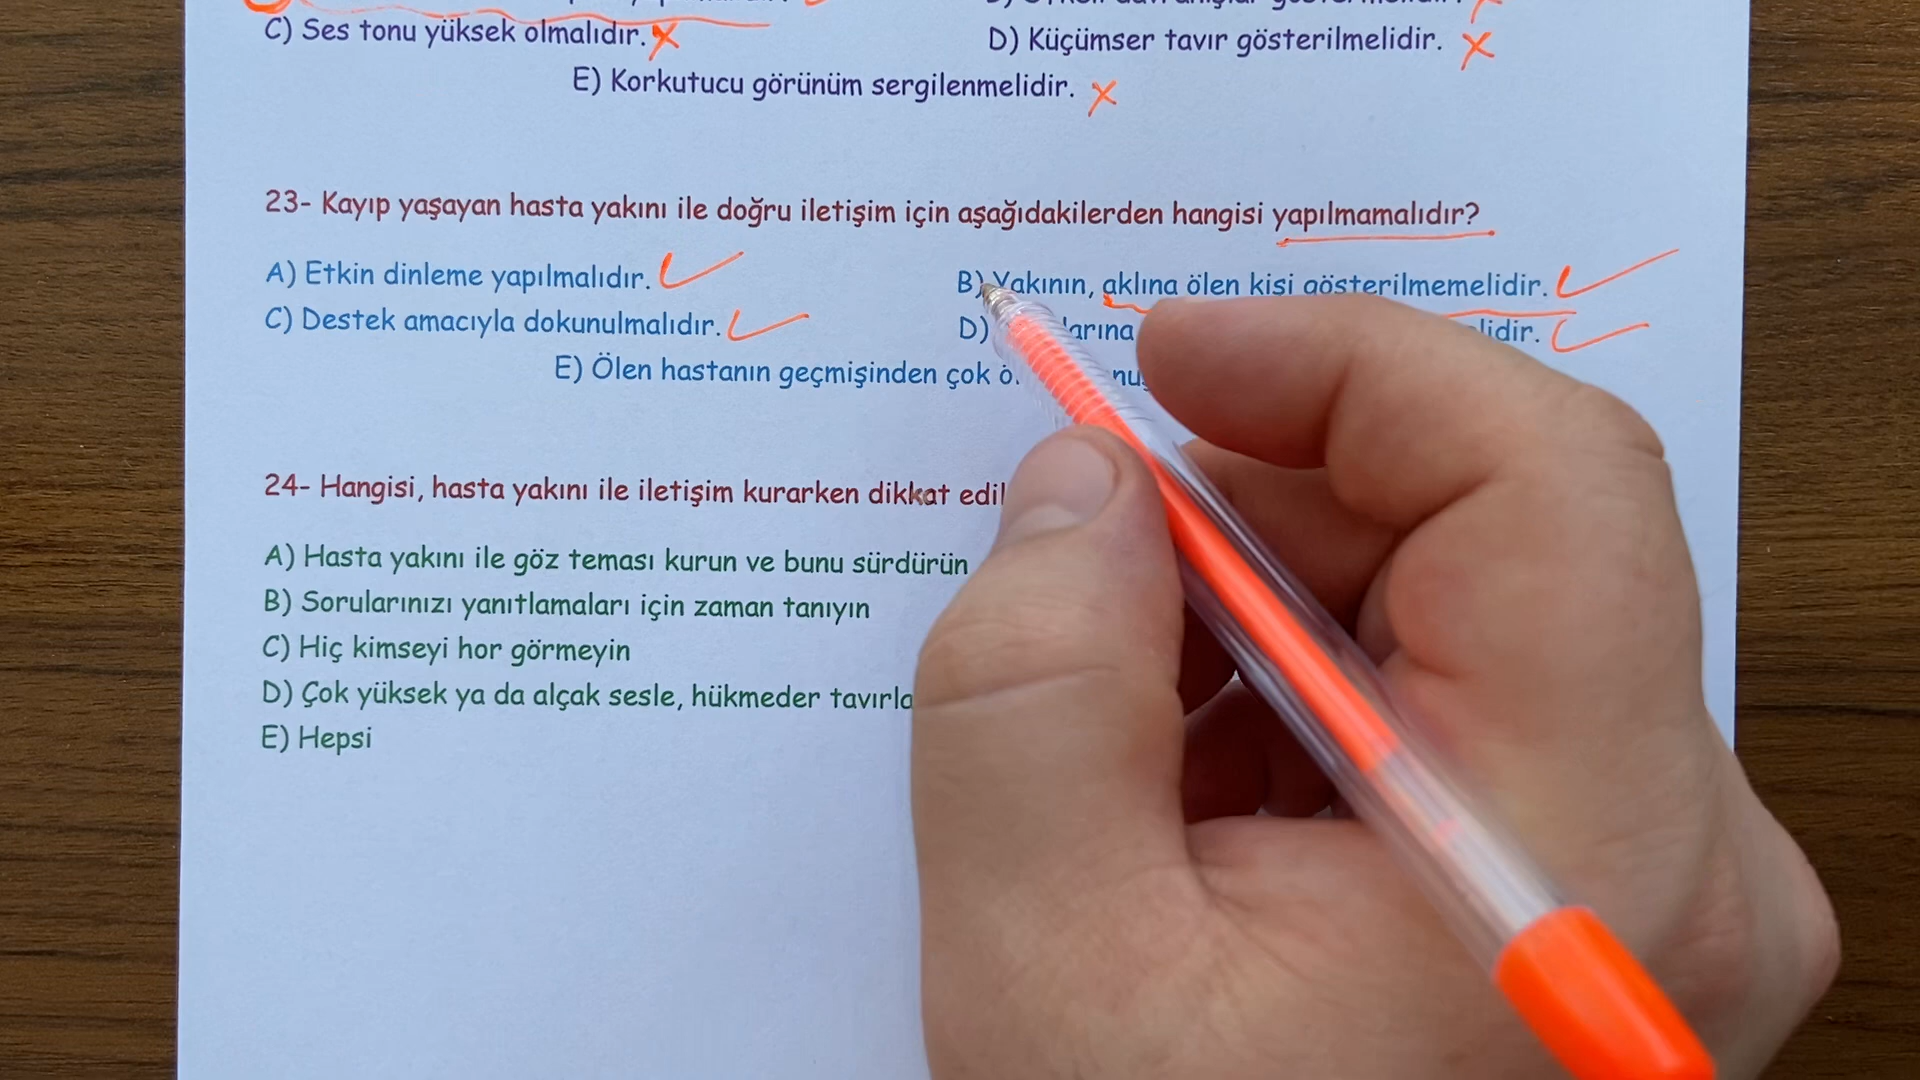 C) Ses tonu yüksek olmalıdır.
D) Küçümser tavır gösterilmelidir.
E) Korkutucu görünüm sergilenmelidir.
23- Kayıp yaşayan hasta yakını ile doğru iletişim için aşağıdakilerden hangisi yapılmamalıdır?
A) Etkin dinleme yapılmalıdır.
B) Yakının, aklına ölen kişi gösterilmemelidir.
C) Destek amacıyla dokunulmalıdır.
D)
E) Ölen hastanın geçmişinden çok
24- Hangisi, hasta yakını ile iletişim kurarken dikkat
A) Hasta yakını ile göz teması kurun ve bunu sürdürün
B) Sorularınızı yanıtlamaları için zaman tanıyın
C) Hiç kimseyi hor görmeyin
D) Çok yüksek ya da alçak sesle, hükmeder
E) Hepsi